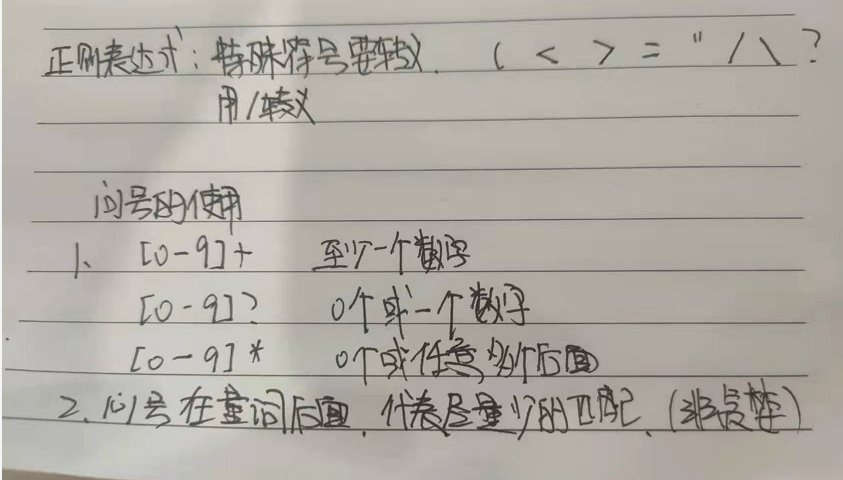 正则表达式:特殊符号要转义. ( < > = " / \ ?
用/转义
问号的使用
1、 [0-9]+ 至少一个数字
[0-9]? 0个或一个数字
[0-9]* 0个或任意多个后面
2.问号在量词后面,代表尽量少的匹配.(非贪婪)